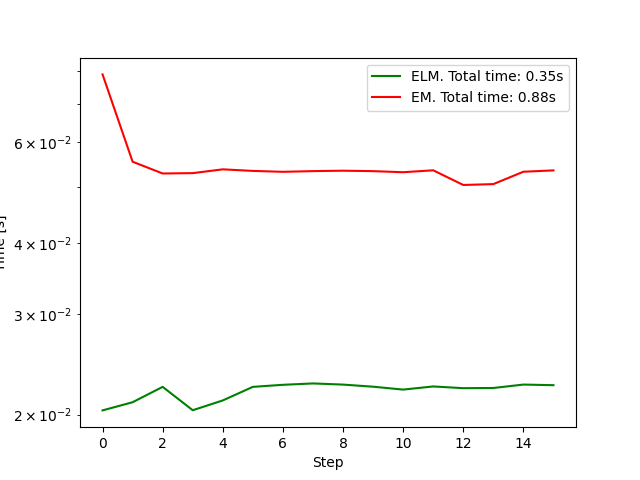 ELM. Total time: 0.35s
EM. Total time: 0.88s
6 × 10⁻²
4 × 10⁻²
3 × 10⁻²
2 × 10⁻²
Time [s]
0 2 4 6 8 10 12 14
Step